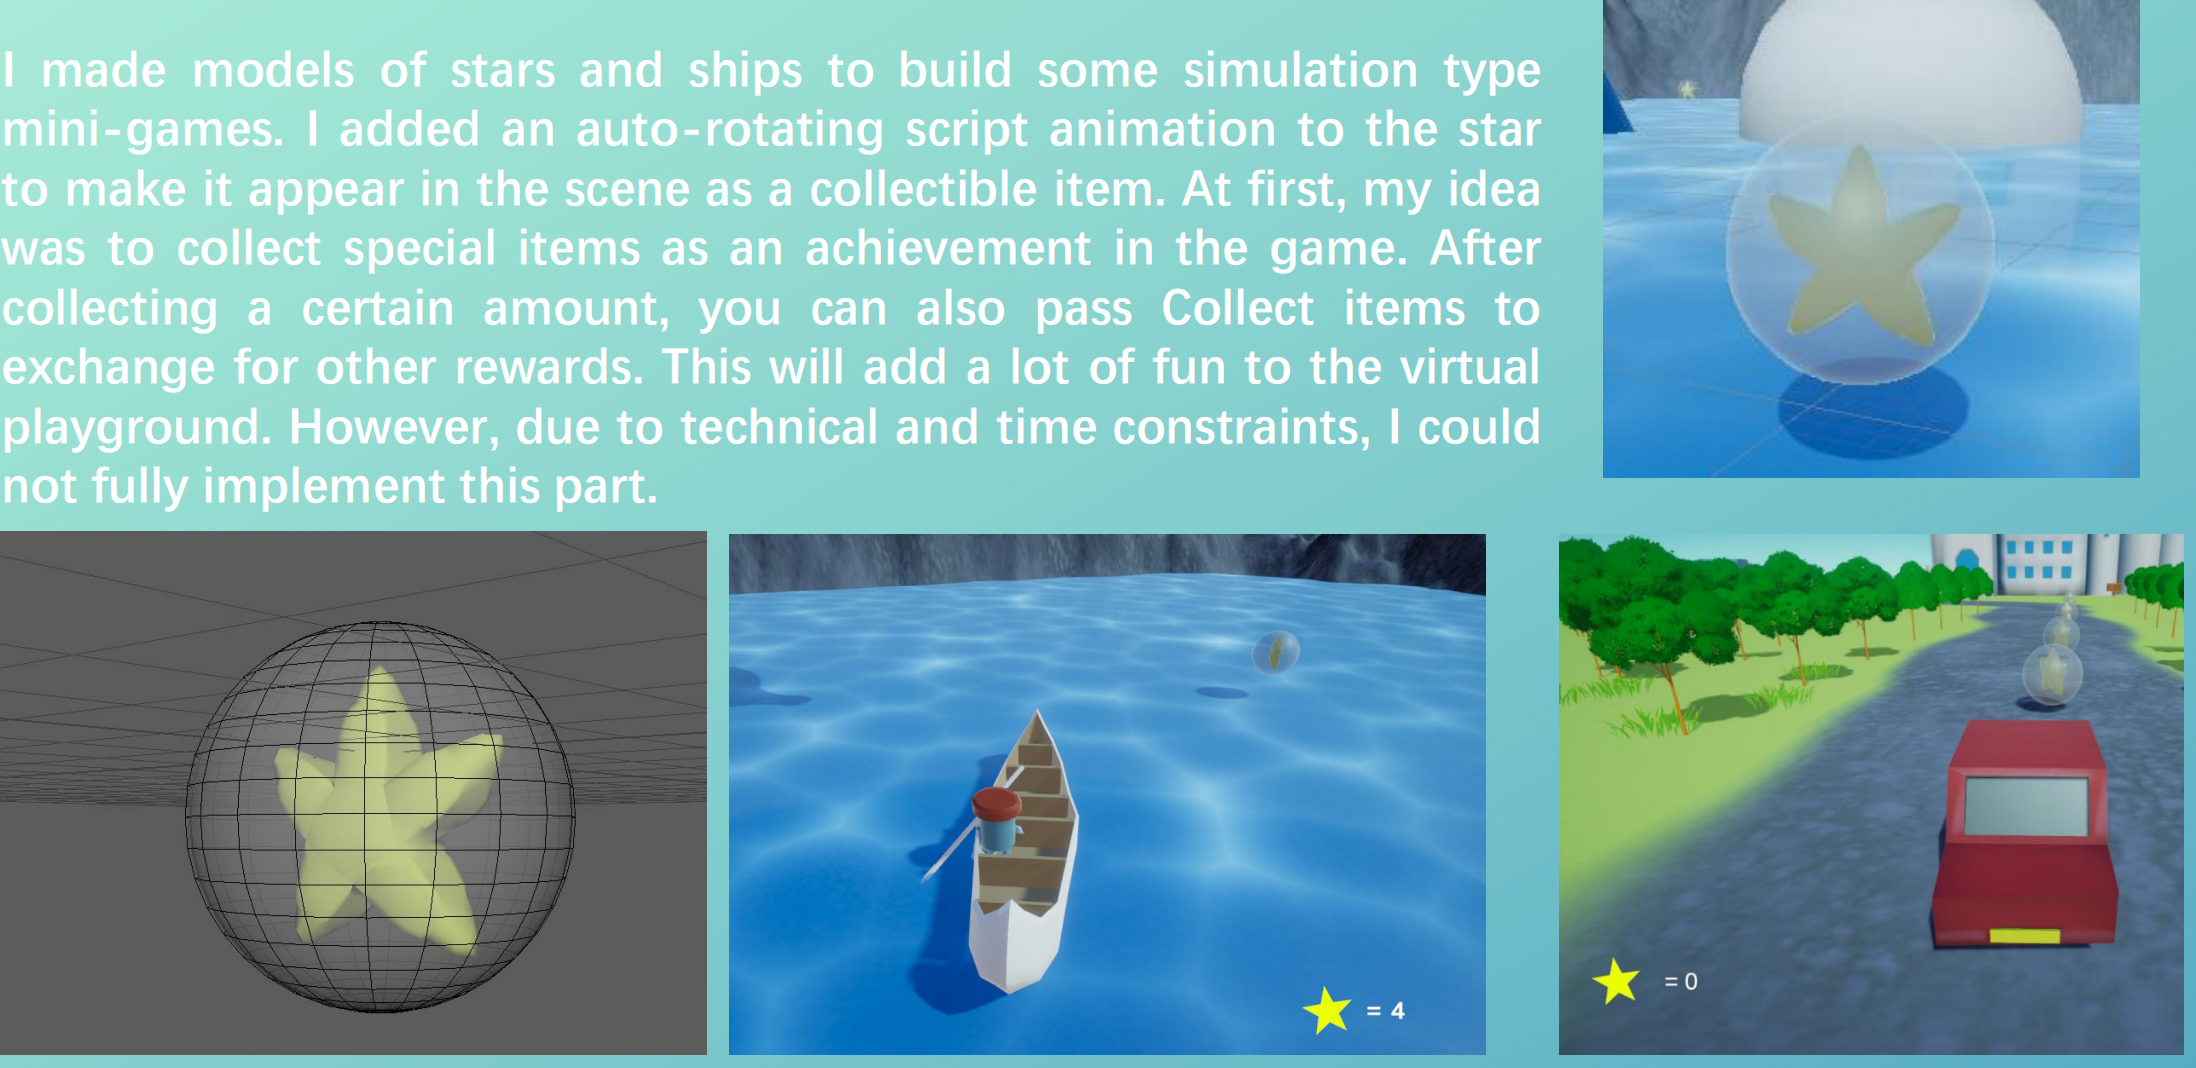 I made models of stars and ships to build some simulation type
mini-games. I added an auto-rotating script animation to the star
to make it appear in the scene as a collectible item. At first, my idea
was to collect special items as an achievement in the game. After
collecting a certain amount, you can also pass Collect items to
exchange for other rewards. This will add a lot of fun to the virtual
playground. However, due to technical and time constraints, I could
not fully implement this part.
= 4
= 0